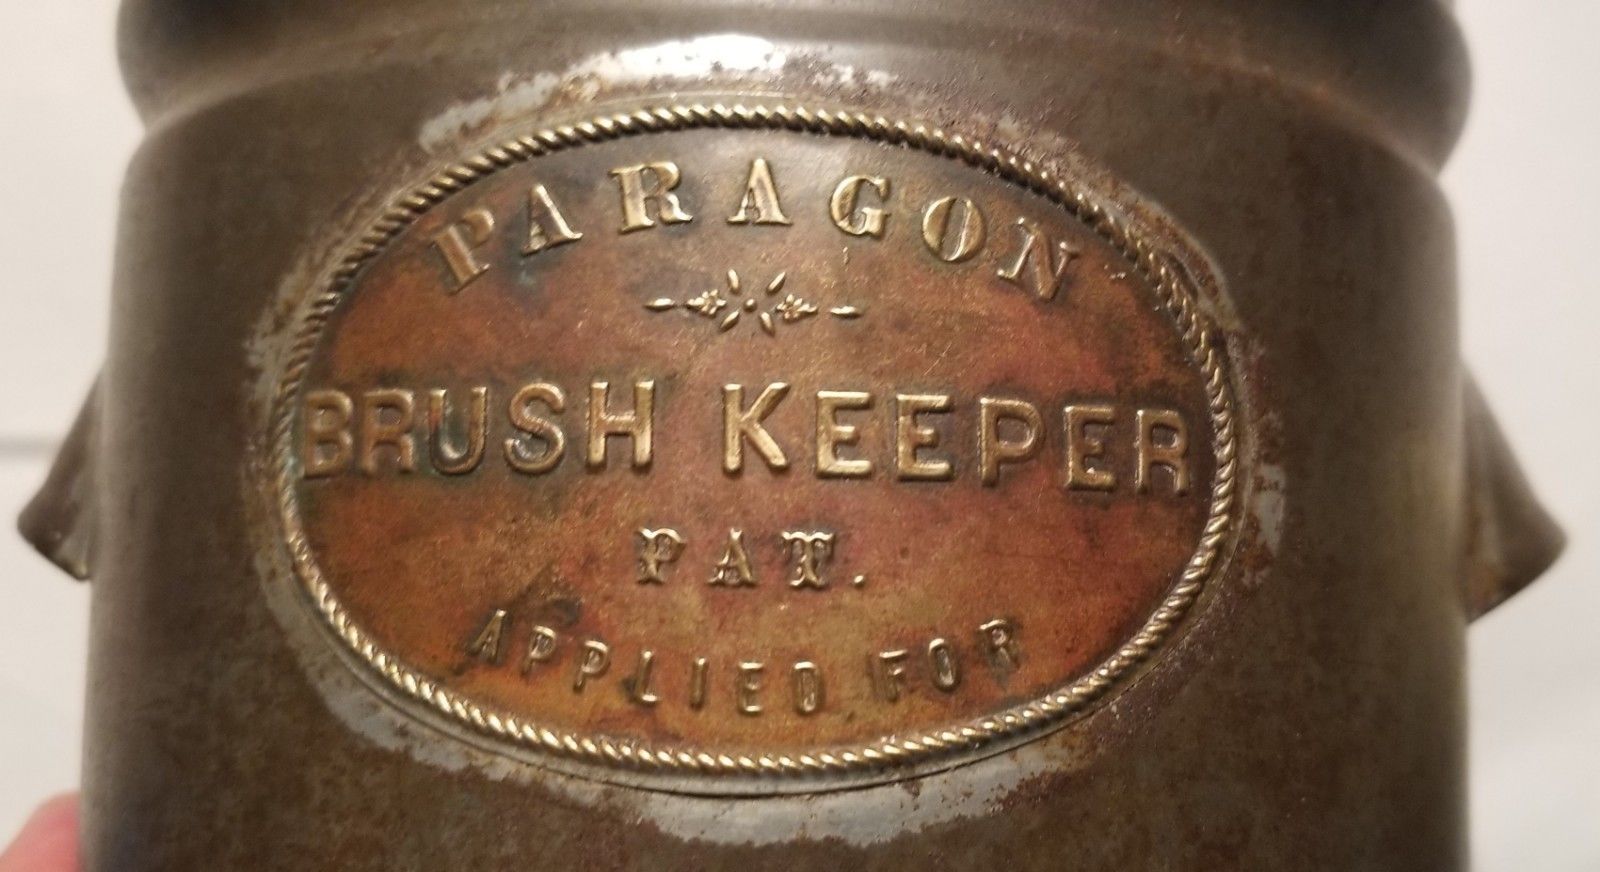 PARAGON
BRUSH KEEPER
PAT.
APPLIED FOR